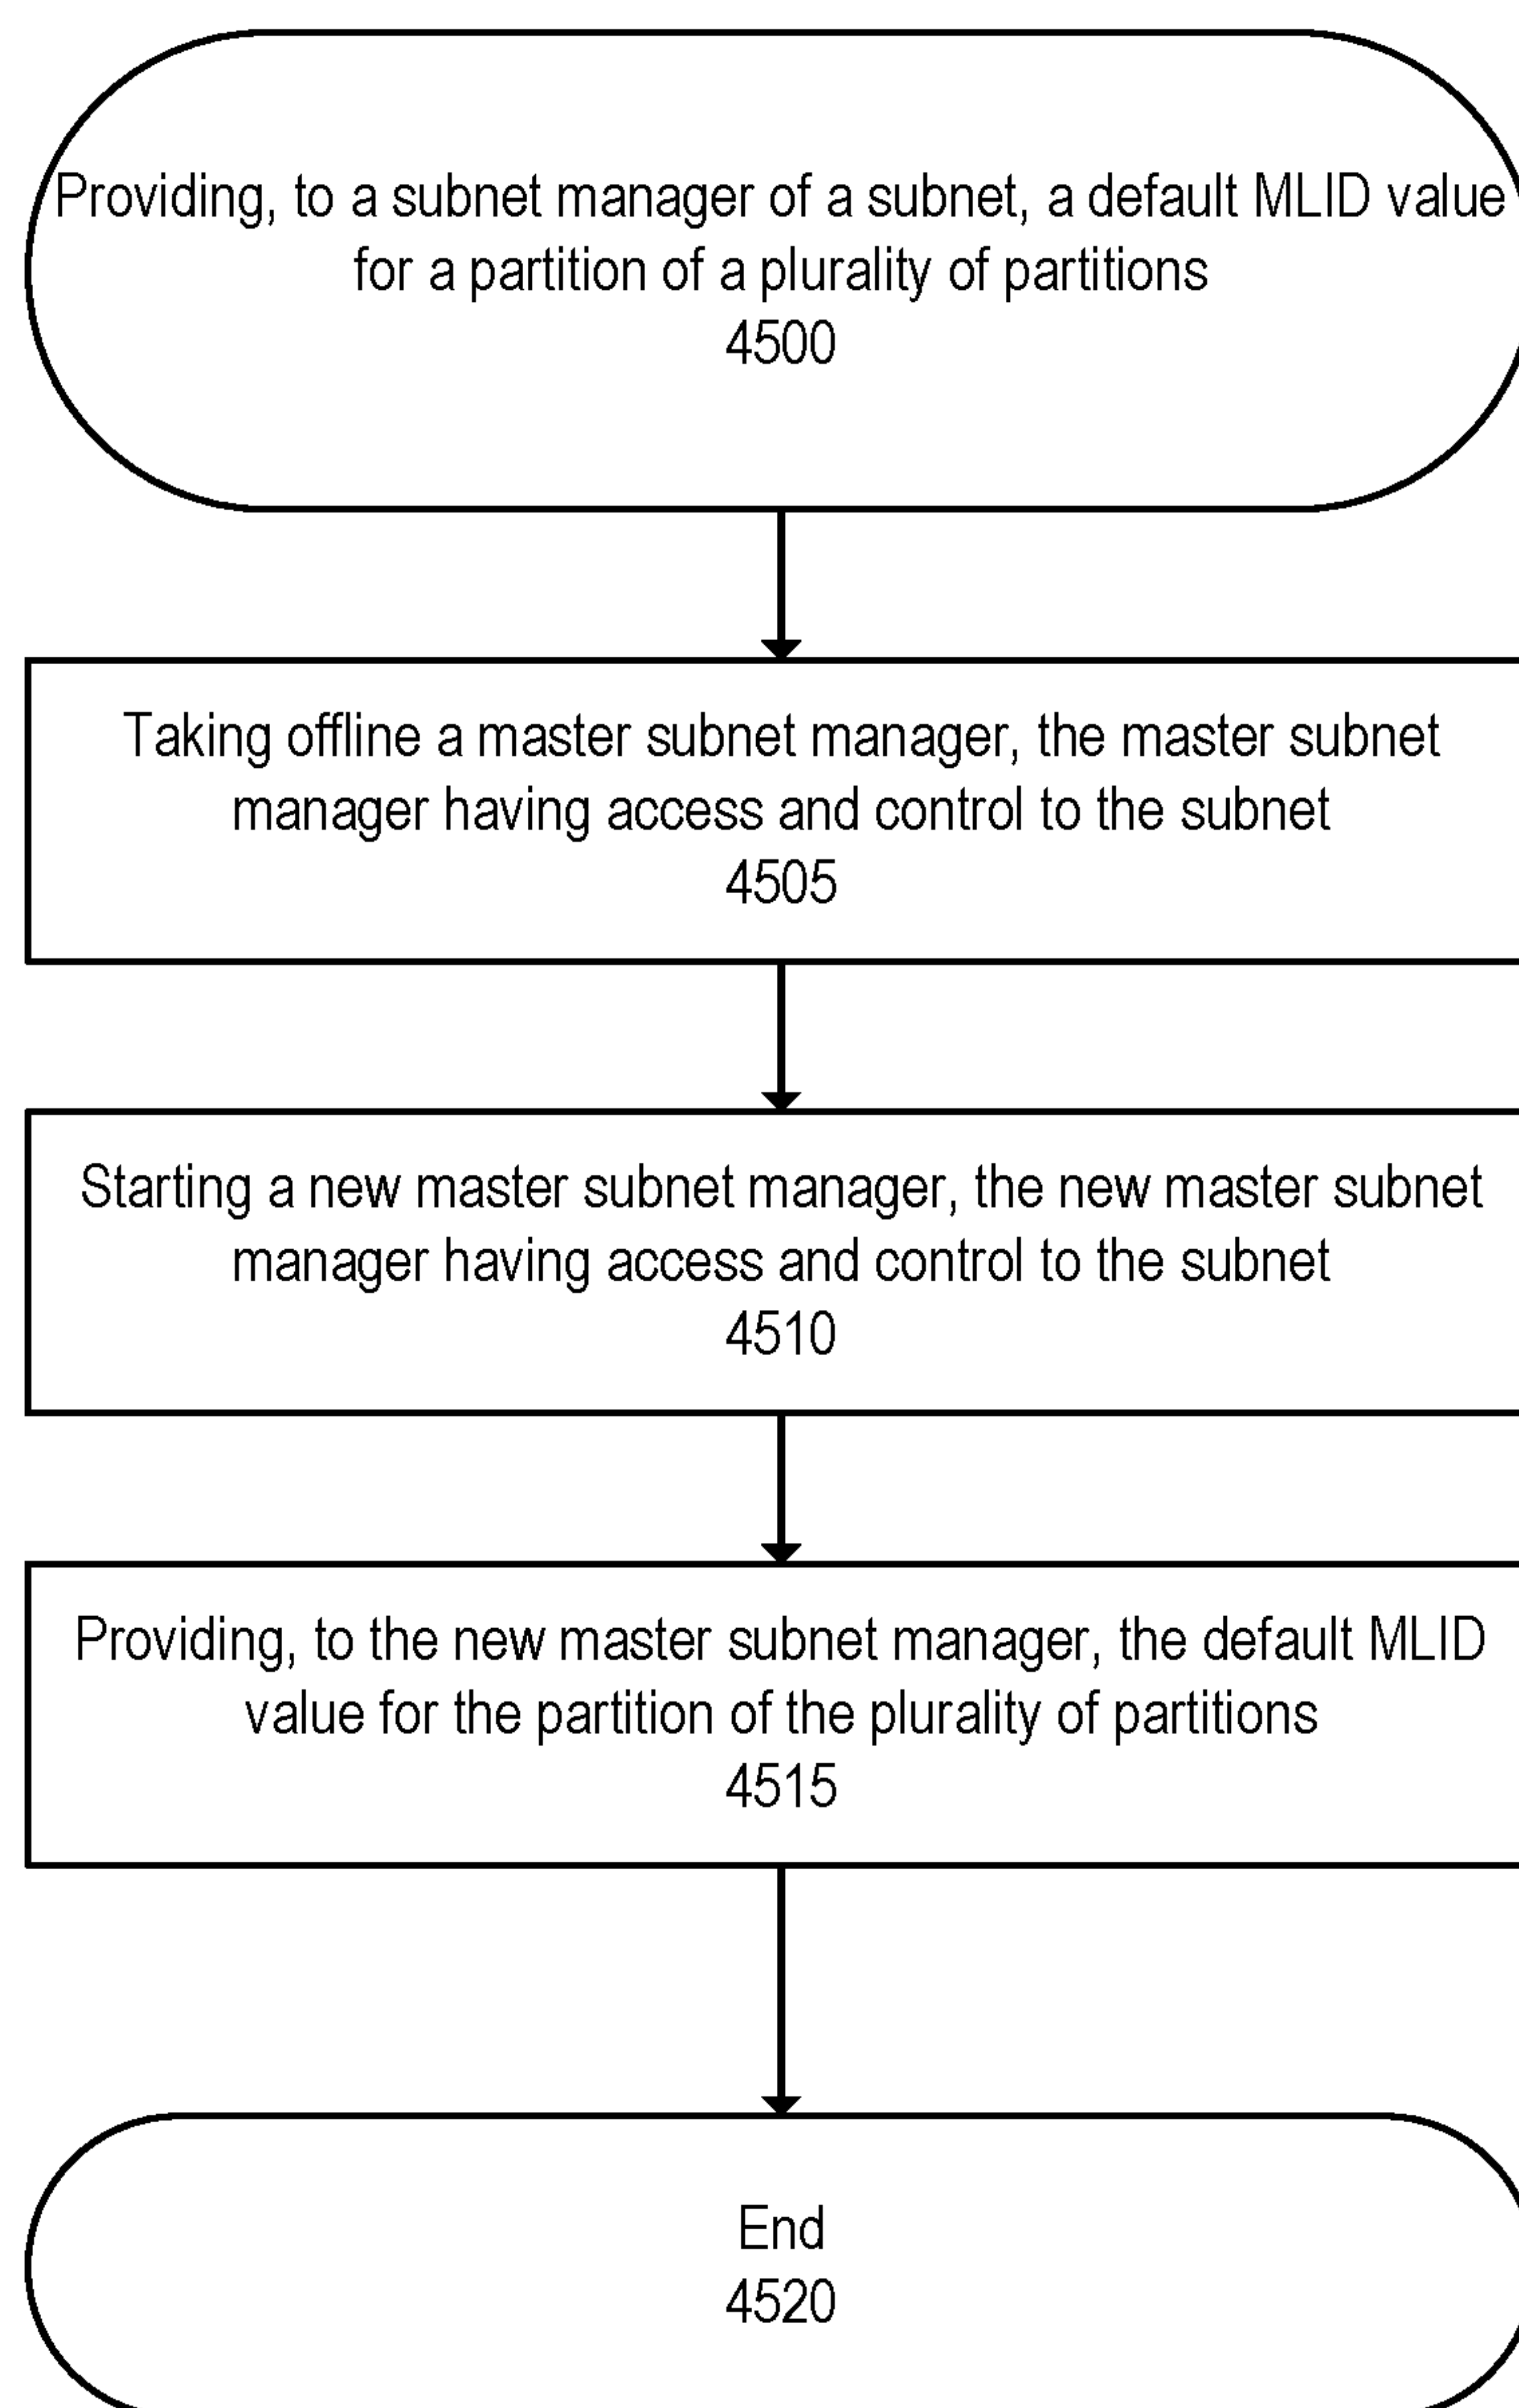 Providing, to a subnet manager of a subnet, a default MLID value
for a partition of a plurality of partitions
4500
Taking offline a master subnet manager, the master subnet
manager having access and control to the subnet
4505
Starting a new master subnet manager, the new master subnet
manager having access and control to the subnet
4510
Providing, to the new master subnet manager, the default MLID
value for the partition of the plurality of partitions
4515
End
4520